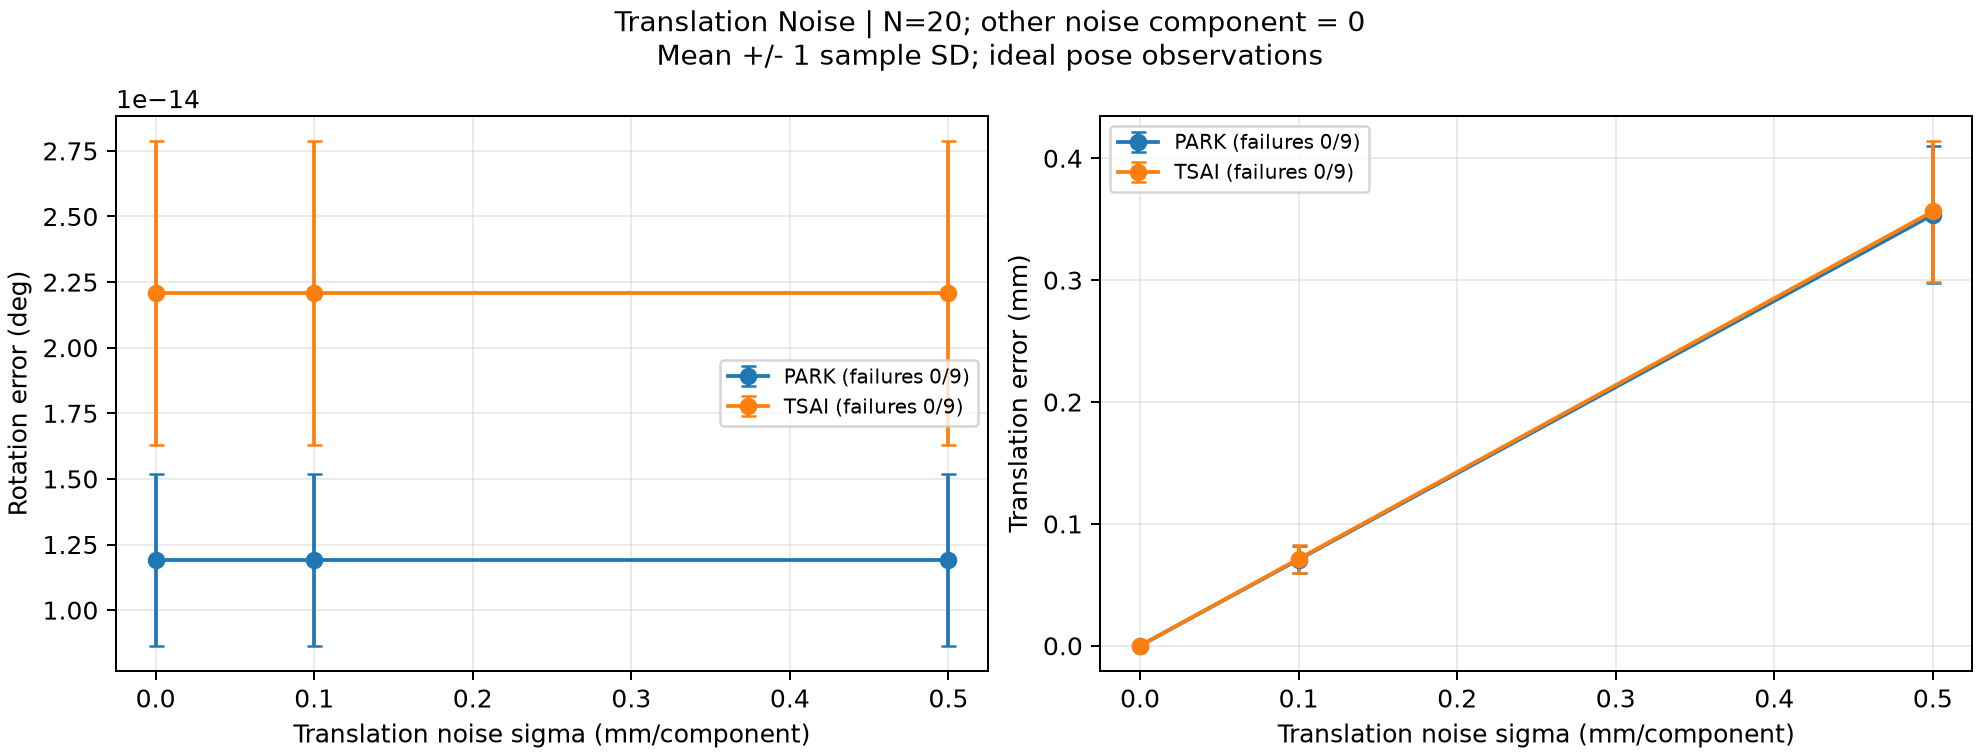 Translation Noise | N=20; other noise component = 0
Mean +/- 1 sample SD; ideal pose observations
1e−14
2.75
2.50
2.25
2.00
1.75
1.50
1.25
1.00
Rotation error (deg)
PARK (failures 0/9)
TSAI (failures 0/9)
0.0 0.1 0.2 0.3 0.4 0.5
Translation noise sigma (mm/component)
PARK (failures 0/9)
TSAI (failures 0/9)
0.4
0.3
0.2
0.1
0.0
Translation error (mm)
0.0 0.1 0.2 0.3 0.4 0.5
Translation noise sigma (mm/component)